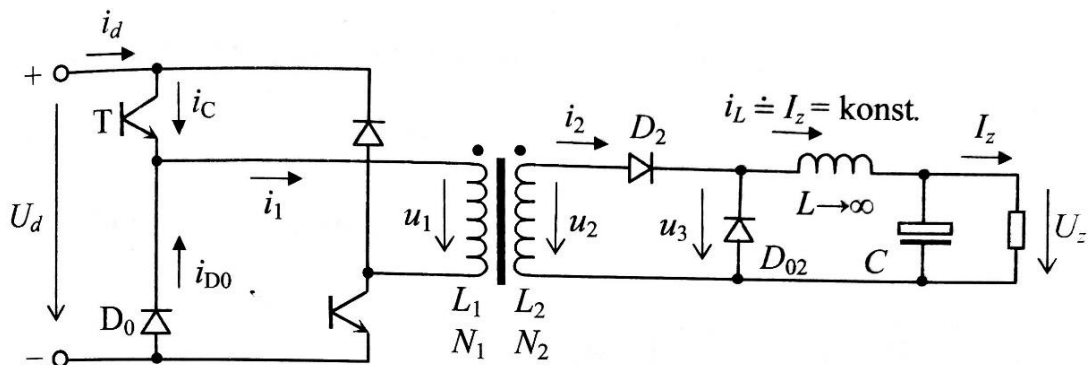 i_d
+
T
i_C
i_2
D_2
i_L ≐ I_z = konst.
I_z
i_1
U_d
u_1
u_2
u_3
L→∞
U_z
i_D0
D_02
C
D_0
L_1
L_2
N_1
N_2
−